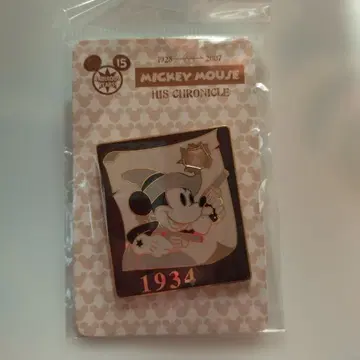 15
1928 2007
MICKEY MOUSE
HIS CHRONICLE
1934